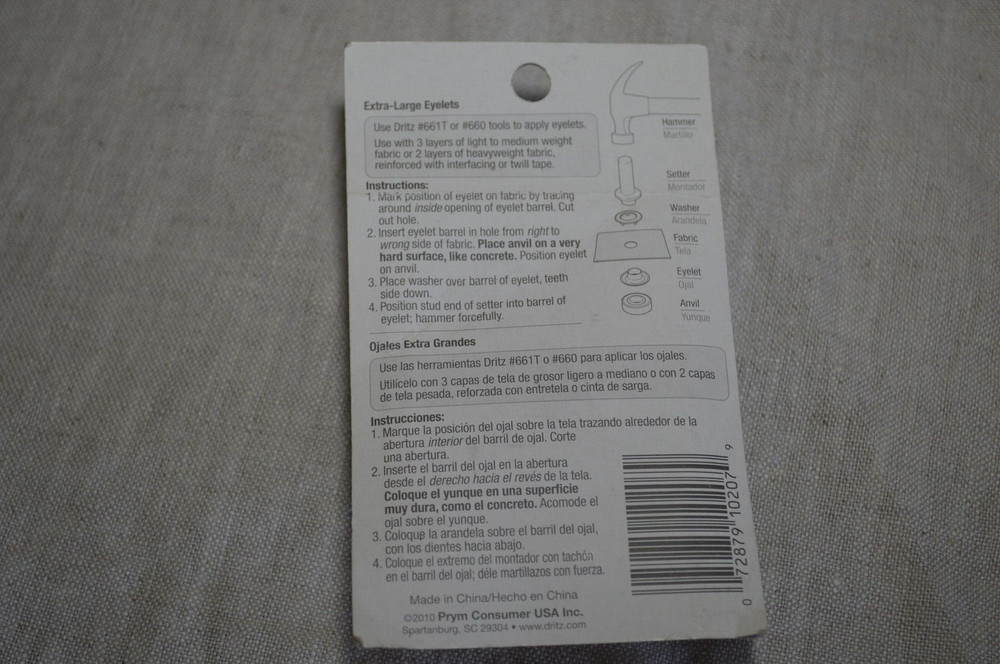 Extra-Large Eyelets
Use Dritz #661T or #660 tools to apply eyelets.
Use with 3 layers of light to medium weight
fabric or 2 layers of heavyweight fabric,
reinforced with interfacing or twill tape.
Instructions:
1. Mark position of eyelet on fabric by tracing
around inside opening of eyelet barrel. Cut
out hole.
2. Insert eyelet barrel in hole from right to
wrong side of fabric. Place anvil on a very
hard surface, like concrete. Position eyelet
on anvil.
3. Place washer over barrel of eyelet, teeth
side down.
4. Position stud end of setter into barrel of
eyelet; hammer forcefully.
Hammer
Martillo
Setter
Montador
Washer
Arandela
Fabric
Tela
Eyelet
Ojal
Anvil
Yunque
Ojales Extra Grandes
Use las herramientas Dritz #661T o #660 para aplicar los ojales.
Utilícelo con 3 capas de tela de grosor ligero a mediano o con 2 capas
de tela pesada, reforzada con entretela o cinta de sarga.
Instrucciones:
1. Marque la posición del ojal sobre la tela trazando alrededor de la
abertura interior del barril de ojal. Corte
una abertura.
2. Inserte el barril del ojal en la abertura
desde el derecho hacia el revés de la tela.
Coloque el yunque en una superficie
muy dura, como el concreto. Acomode el
ojal sobre el yunque.
3. Coloque la arandela sobre el barril del ojal,
con los dientes hacia abajo.
4. Coloque el extremo del montador con tachón
en el barril del ojal; déle martillazos con fuerza.
0 72879 10207 9
Made in China/Hecho en China
©2010 Prym Consumer USA Inc.
Spartanburg, SC 29304 • www.dritz.com